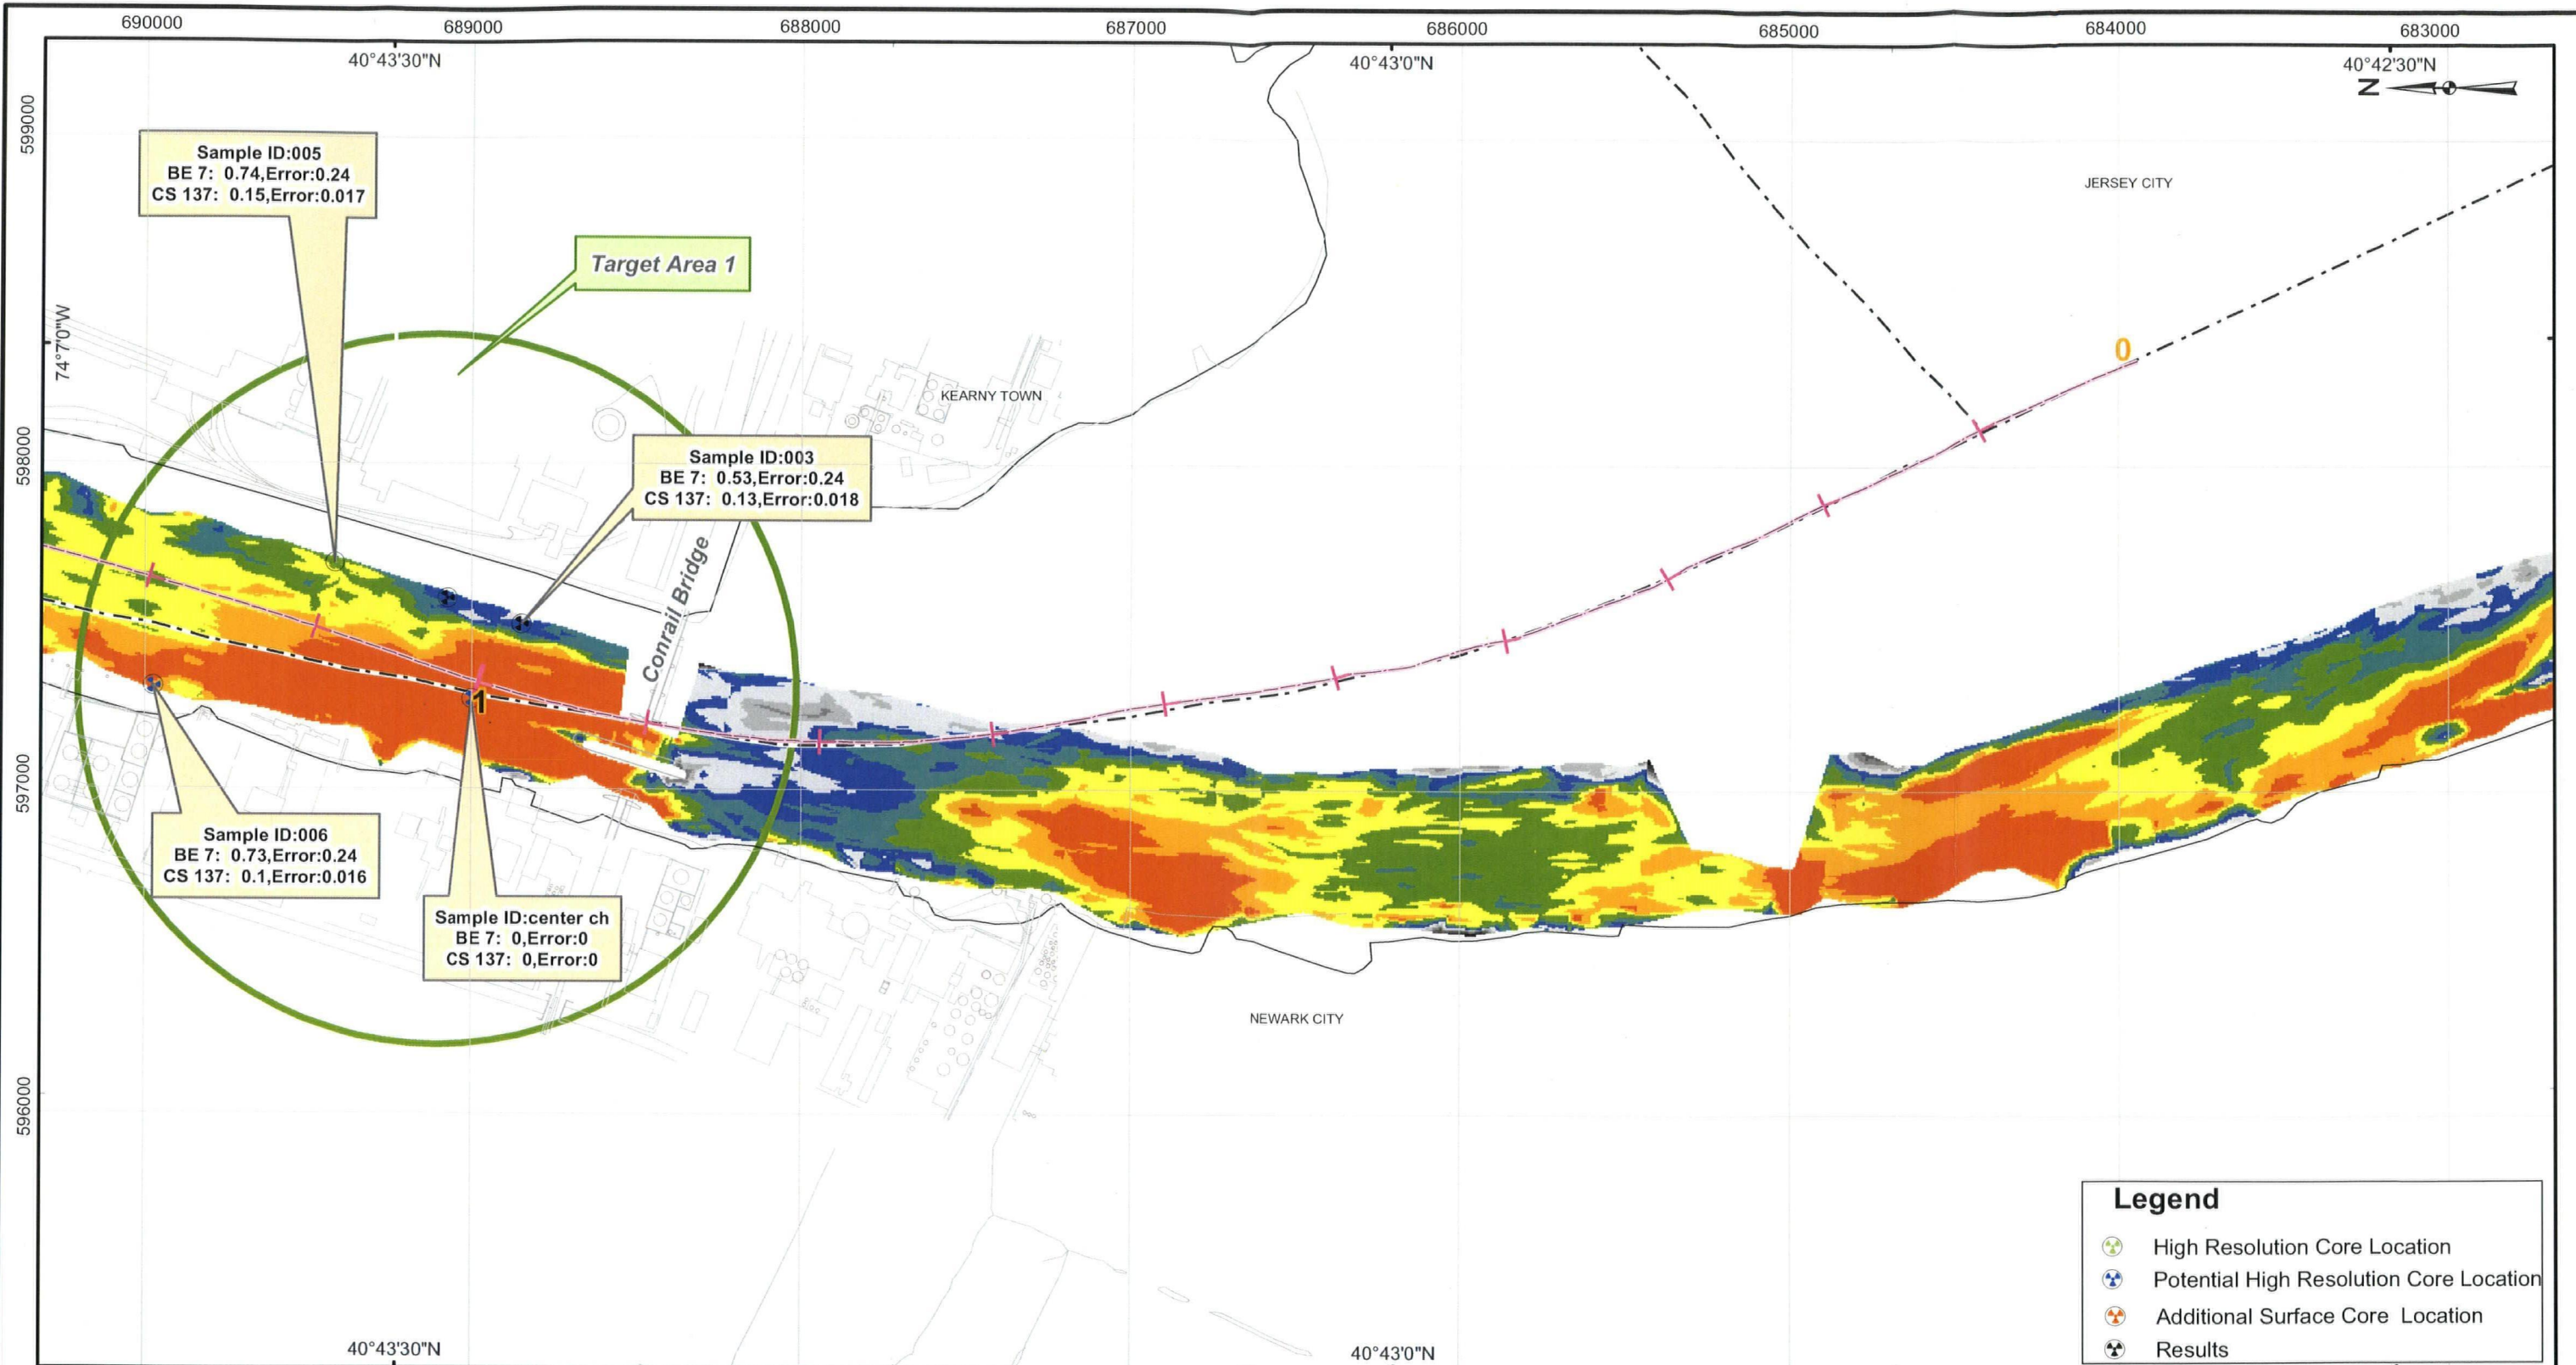 690000
689000
688000
687000
686000
685000
684000
683000
40°43'30"N
40°43'0"N
40°42'30"N
N
599000
Sample ID:005
BE 7: 0.74,Error:0.24
CS 137: 0.15,Error:0.017
JERSEY CITY
Target Area 1
74°7'0"W
0
KEARNY TOWN
598000
Sample ID:003
BE 7: 0.53,Error:0.24
CS 137: 0.13,Error:0.018
Conrail Bridge
1
597000
Sample ID:006
BE 7: 0.73,Error:0.24
CS 137: 0.1,Error:0.016
Sample ID:center ch
BE 7: 0,Error:0
CS 137: 0,Error:0
NEWARK CITY
596000
Legend
High Resolution Core Location
Potential High Resolution Core Location
Additional Surface Core Location
Results
40°43'30"N
40°43'0"N